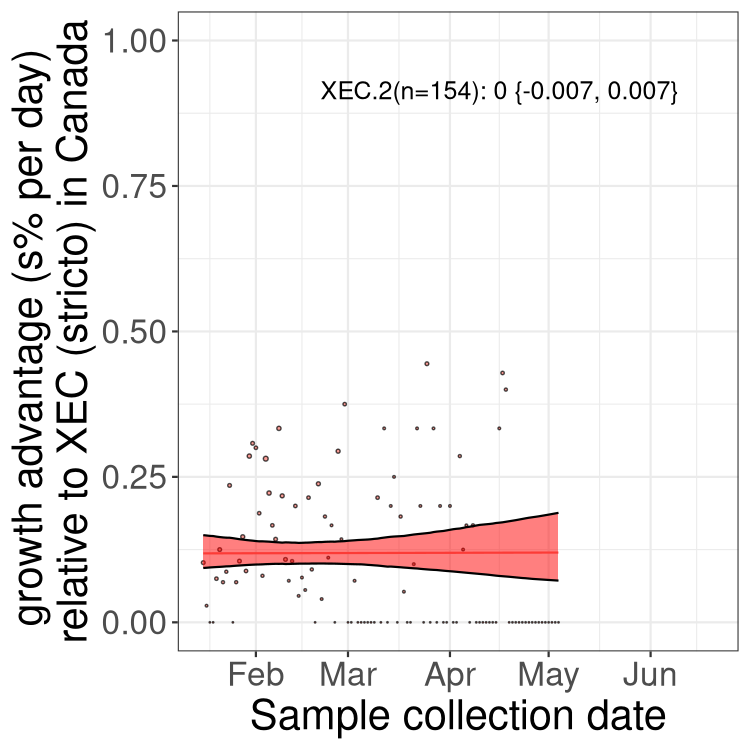 growth advantage (s% per day)
relative to XEC (stricto) in Canada
1.00
0.75
0.50
0.25
0.00
XEC.2(n=154): 0 {-0.007, 0.007}
Feb Mar Apr May Jun
Sample collection date